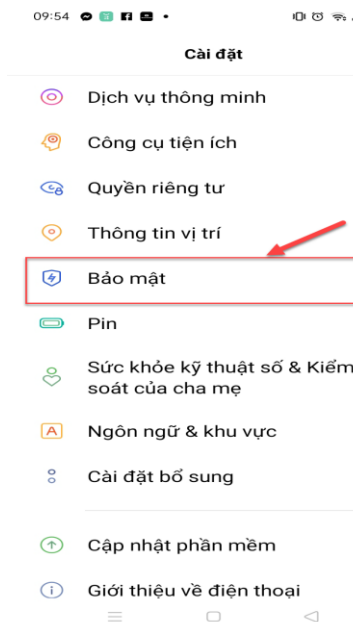 09:54
Cài đặt
Dịch vụ thông minh
Công cụ tiện ích
Quyền riêng tư
Thông tin vị trí
Bảo mật
Pin
Sức khỏe kỹ thuật số & Kiểm
soát của cha mẹ
Ngôn ngữ & khu vực
Cài đặt bổ sung
Cập nhật phần mềm
Giới thiệu về điện thoại